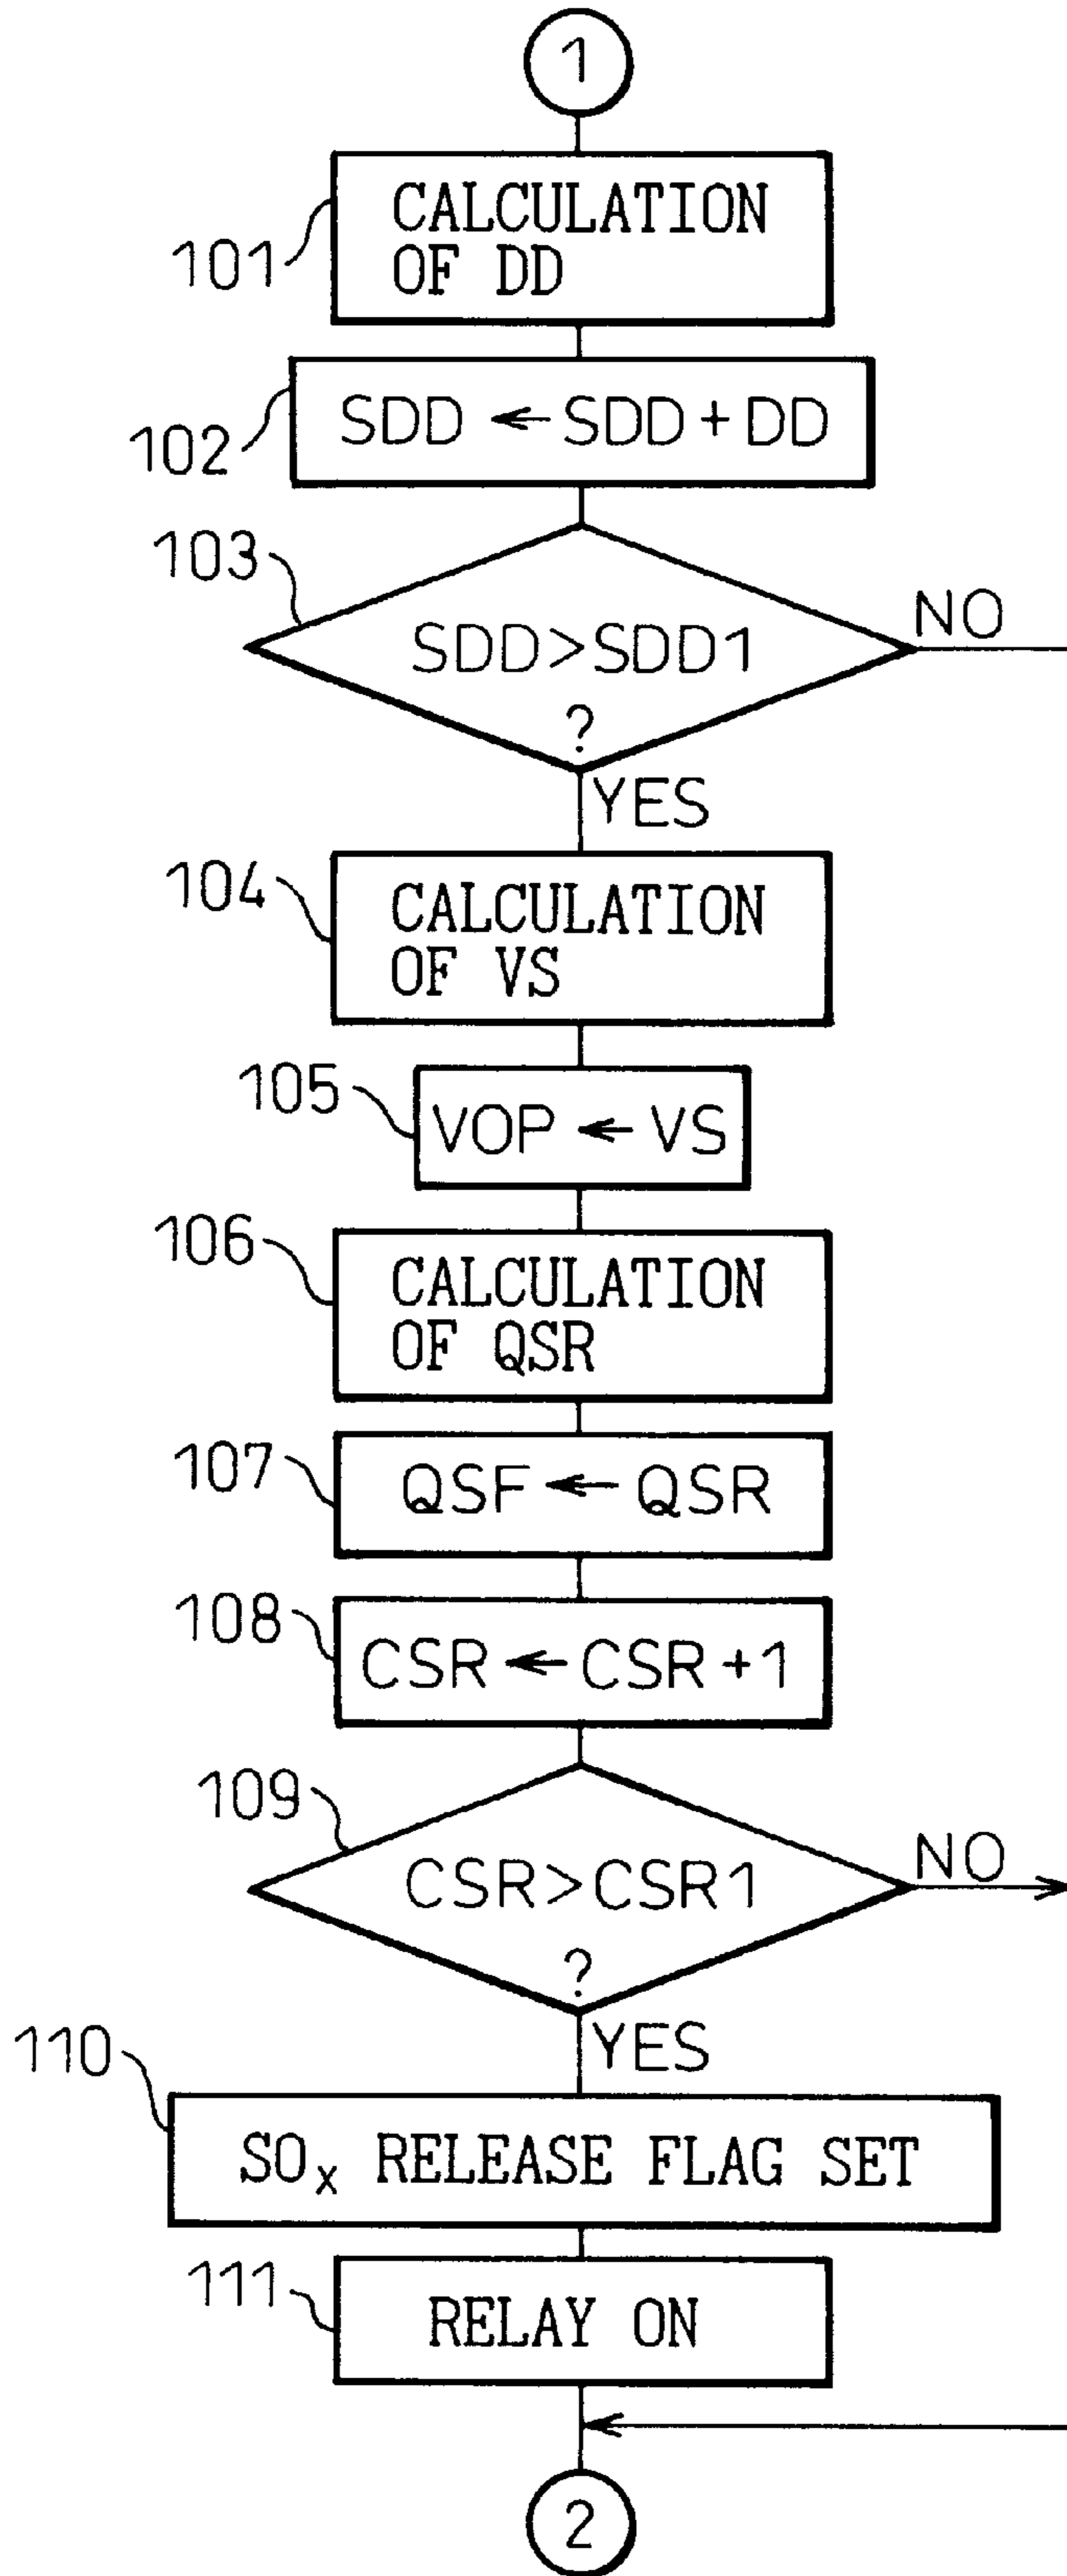 1
101
CALCULATION
OF DD
102
SDD ← SDD + DD
103
SDD > SDD1
?
NO
YES
104
CALCULATION
OF VS
105
VOP ← VS
106
CALCULATION
OF QSR
107
QSF ← QSR
108
CSR ← CSR + 1
109
CSR > CSR1
?
NO
YES
110
SOₓ RELEASE FLAG SET
111
RELAY ON
2